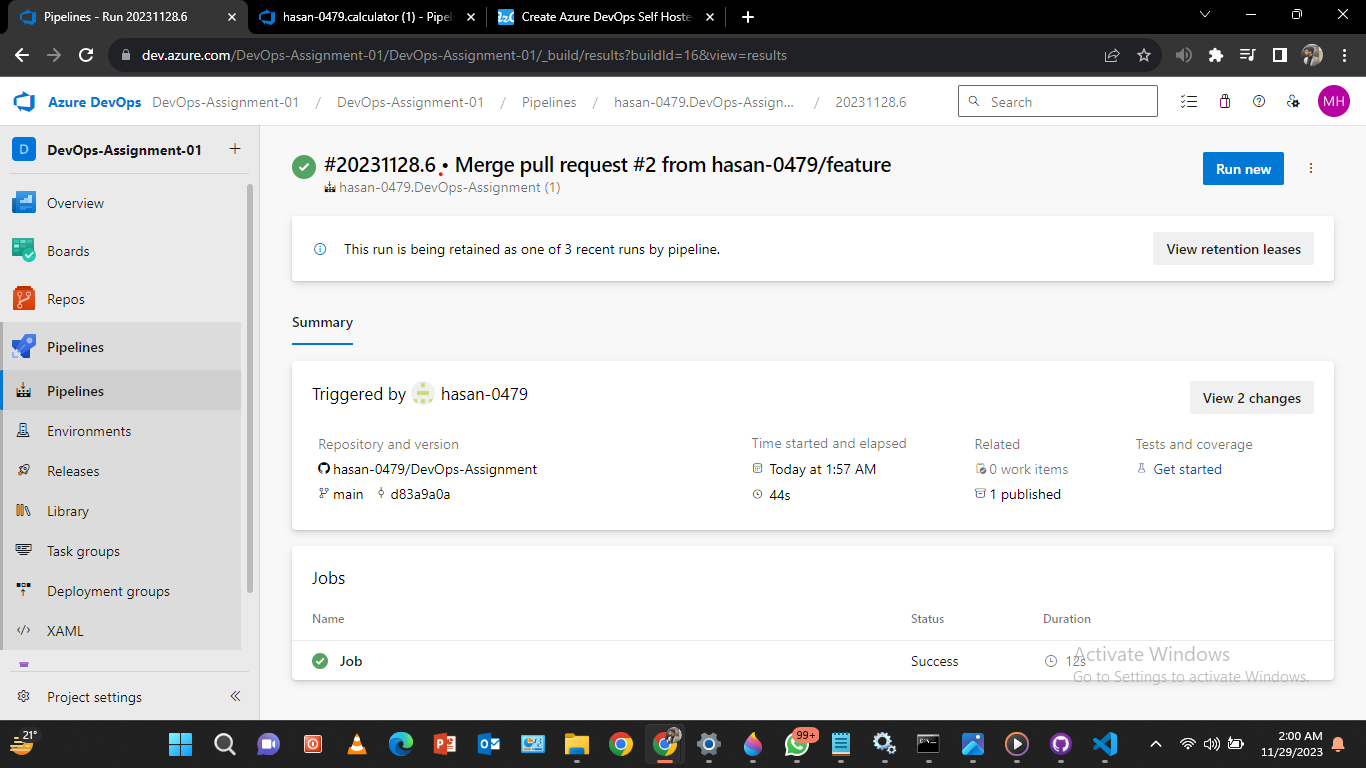 Pipelines - Run 20231128.6
hasan-0479.calculator (1) - Pipel
Create Azure DevOps Self Hoste
dev.azure.com/DevOps-Assignment-01/DevOps-Assignment-01/_build/results?buildId=16&view=results
Azure DevOps DevOps-Assignment-01 / DevOps-Assignment-01 / Pipelines / hasan-0479.DevOps-Assign... / 20231128.6
Search
MH
D DevOps-Assignment-01 +
Overview
Boards
Repos
Pipelines
Pipelines
Environments
Releases
Library
Task groups
Deployment groups
XAML
Project settings
#20231128.6 • Merge pull request #2 from hasan-0479/feature
hasan-0479.DevOps-Assignment (1)
Run new
This run is being retained as one of 3 recent runs by pipeline.
View retention leases
Summary
Triggered by hasan-0479
View 2 changes
Repository and version Time started and elapsed Related Tests and coverage
hasan-0479/DevOps-Assignment Today at 1:57 AM 0 work items Get started
main d83a9a0a 44s 1 published
Jobs
Name Status Duration
Job Success 12s
Activate Windows
Go to Settings to activate Windows.
21°
99+
2:00 AM
11/29/2023